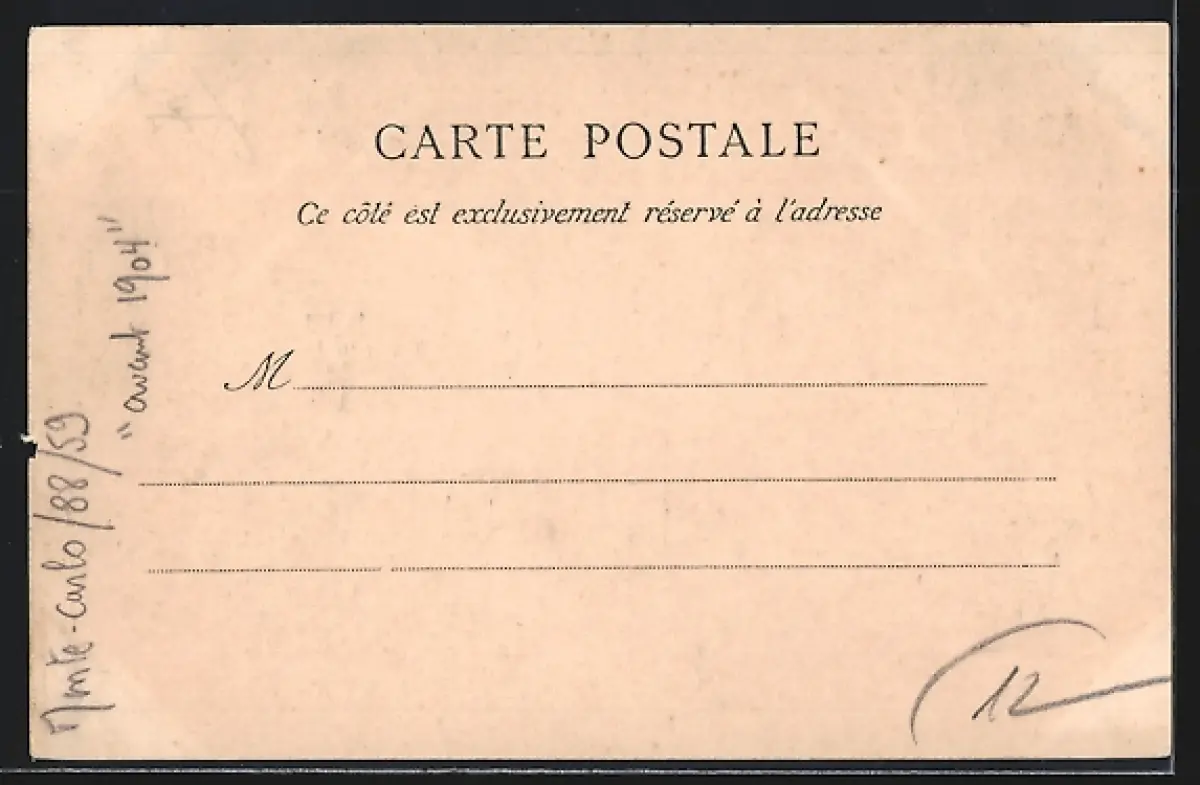 CARTE POSTALE
Ce côté est exclusivement réservé à l'adresse
M
"avant 1904"
Monte-Carlo/88/59
12